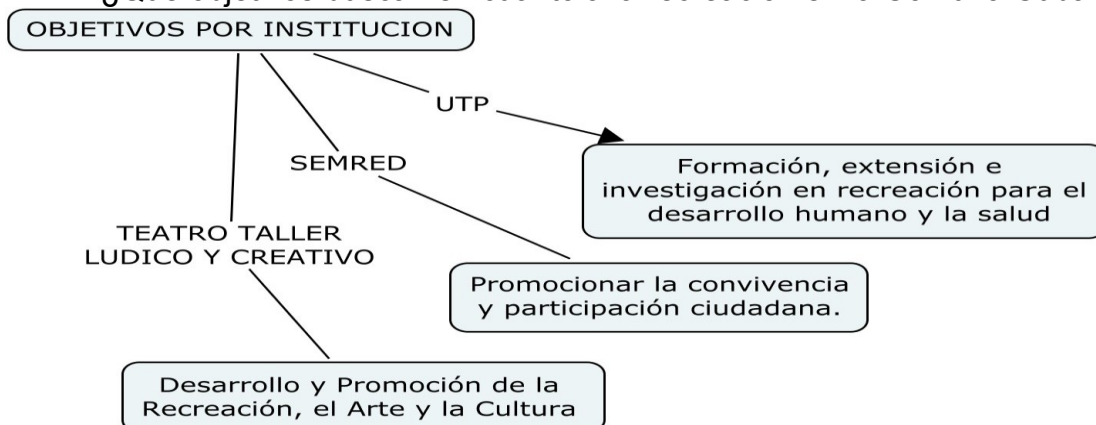 OBJETIVOS POR INSTITUCION
UTP
SEMRED
Formación, extensión e
investigación en recreación para el
desarrollo humano y la salud
TEATRO TALLER
LUDICO Y CREATIVO
Promocionar la convivencia
y participación ciudadana.
Desarrollo y Promoción de la
Recreación, el Arte y la Cultura